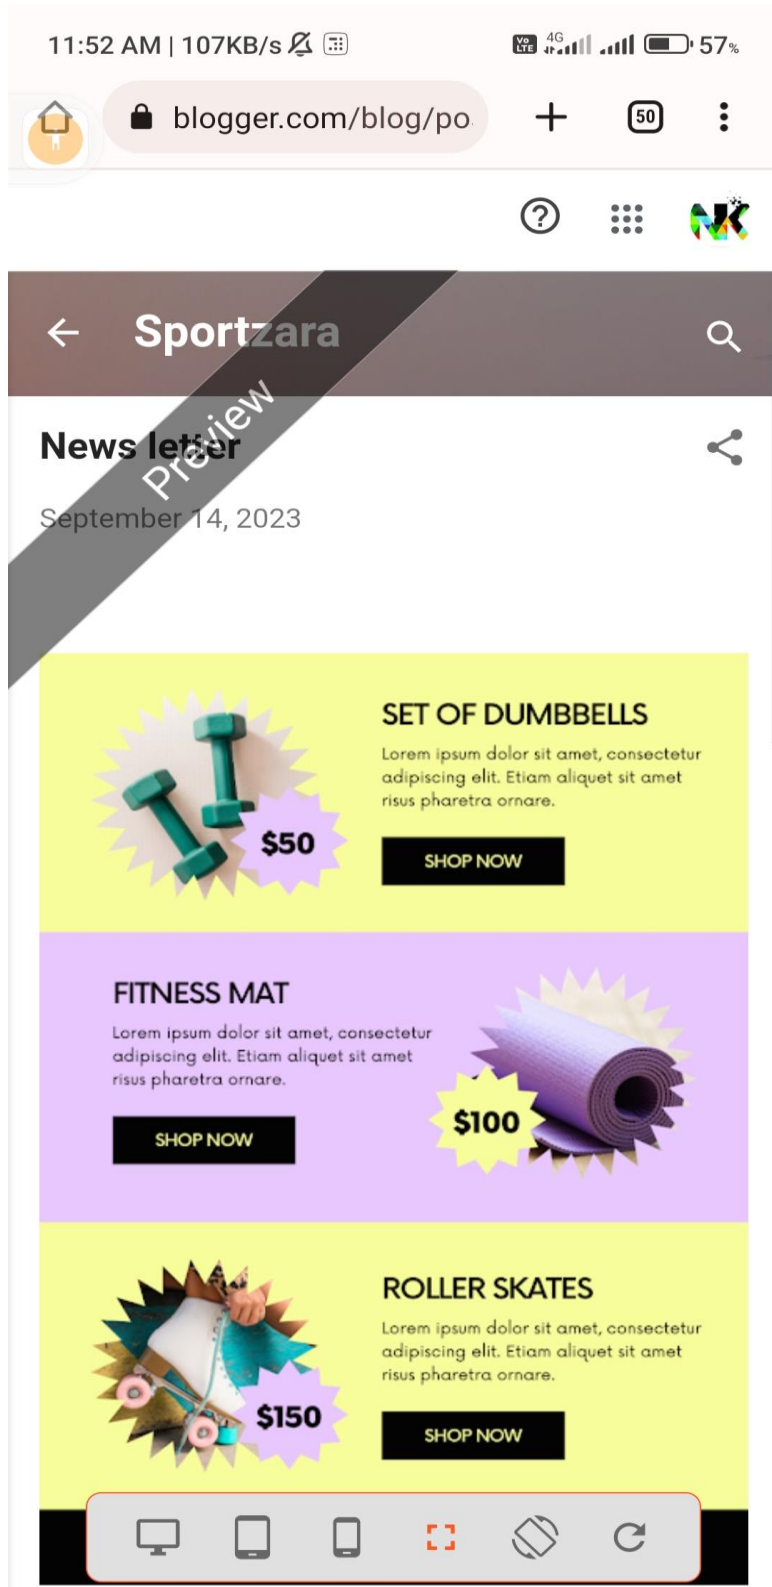 11:52 AM | 107KB/s
Vo LTE 4G 57%
blogger.com/blog/po
50
NK
Sportzara
Preview
News letter
September 14, 2023
SET OF DUMBBELLS
Lorem ipsum dolor sit amet, consectetur
adipiscing elit. Etiam aliquet sit amet
risus pharetra ornare.
$50
SHOP NOW
FITNESS MAT
Lorem ipsum dolor sit amet, consectetur
adipiscing elit. Etiam aliquet sit amet
risus pharetra ornare.
$100
SHOP NOW
ROLLER SKATES
Lorem ipsum dolor sit amet, consectetur
adipiscing elit. Etiam aliquet sit amet
risus pharetra ornare.
$150
SHOP NOW